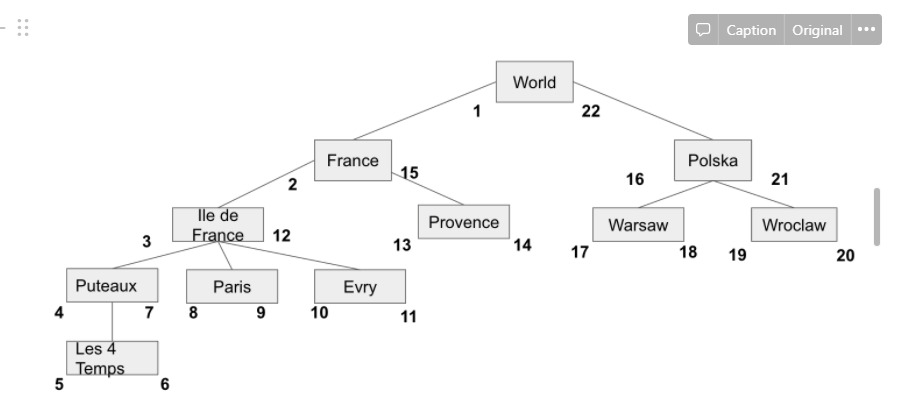 Caption Original
World
1 22
France Polska
2 15 16 21
Ile de
France
Provence Warsaw Wroclaw
3 12 13 14 17 18 19 20
Puteaux Paris Evry
4 7 8 9 10 11
Les 4
Temps
5 6